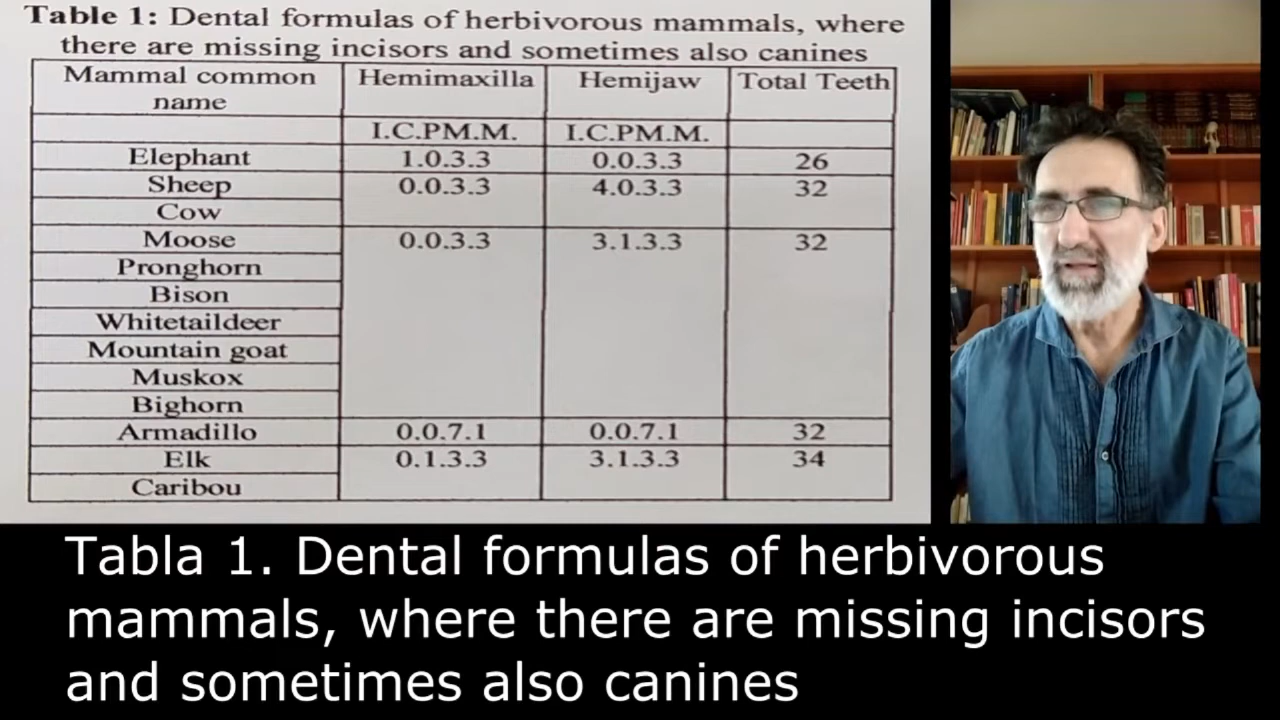 Table 1: Dental formulas of herbivorous mammals, where
there are missing incisors and sometimes also canines
Mammal common name Hemimaxilla Hemijaw Total Teeth
I.C.PM.M. I.C.PM.M.
Elephant 1.0.3.3 0.0.3.3 26
Sheep 0.0.3.3 4.0.3.3 32
Cow
Moose 0.0.3.3 3.1.3.3 32
Pronghorn
Bison
Whitetaildeer
Mountain goat
Muskox
Bighorn
Armadillo 0.0.7.1 0.0.7.1 32
Elk 0.1.3.3 3.1.3.3 34
Caribou
Tabla 1. Dental formulas of herbivorous
mammals, where there are missing incisors
and sometimes also canines